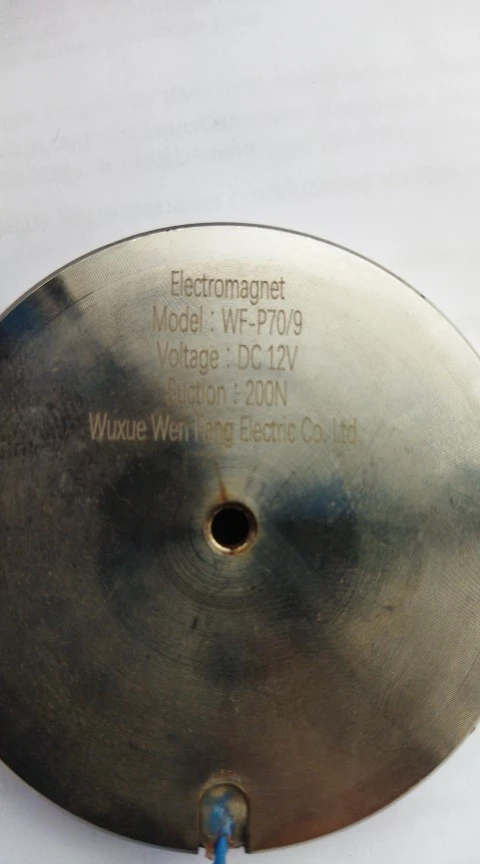 Electromagnet
Model : WF-P70/9
Voltage : DC 12V
Suction : 200N
Wuxue Wen Electric Co. Ltd.